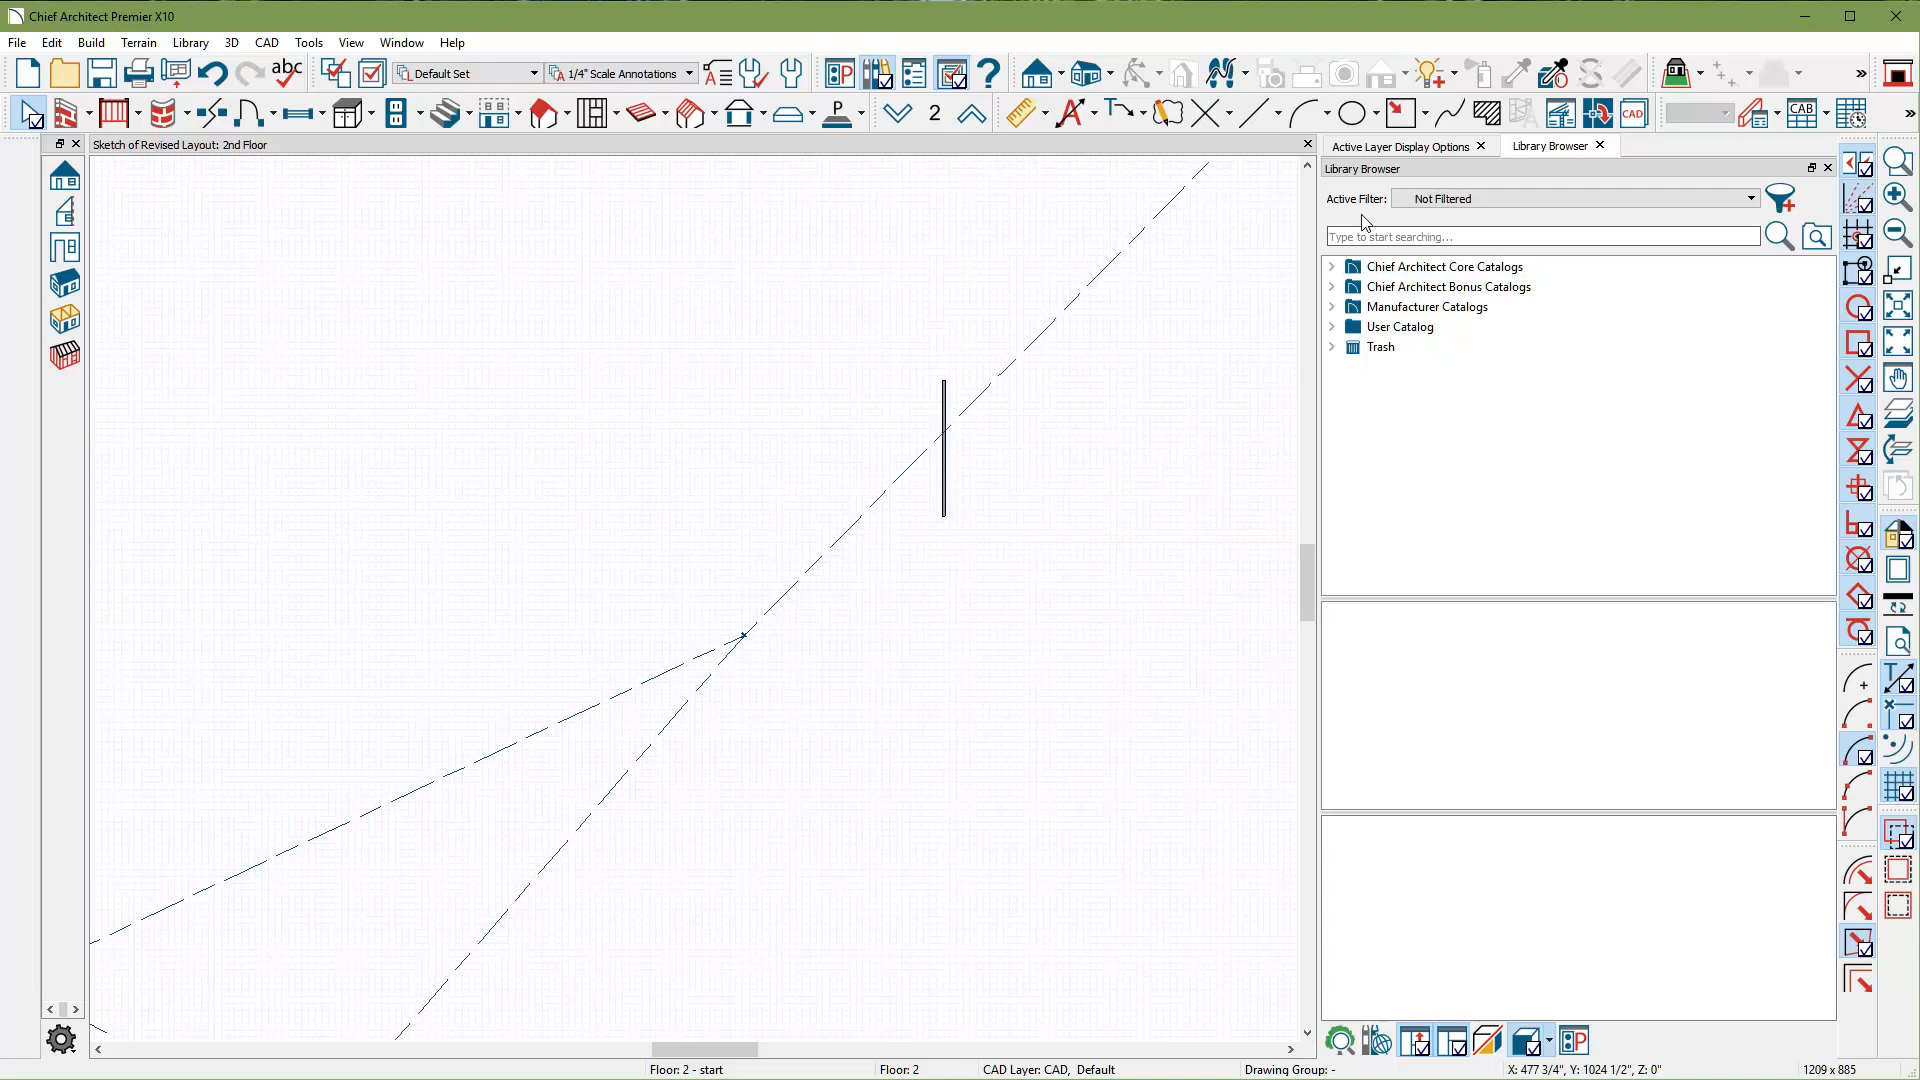 Chief Architect Premier X10
File Edit Build Terrain Library 3D CAD Tools View Window Help
abc Default Set 1/4" Scale Annotations
P 2 CAD CAB
Sketch of Revised Layout: 2nd Floor
Active Layer Display Options Library Browser
Library Browser
Active Filter: Not Filtered
Type to start searching...
Chief Architect Core Catalogs
Chief Architect Bonus Catalogs
Manufacturer Catalogs
User Catalog
Trash
Floor: 2 - start Floor: 2 CAD Layer: CAD, Default Drawing Group: - X: 477 3/4", Y: 1024 1/2", Z: 0" 1209 x 885